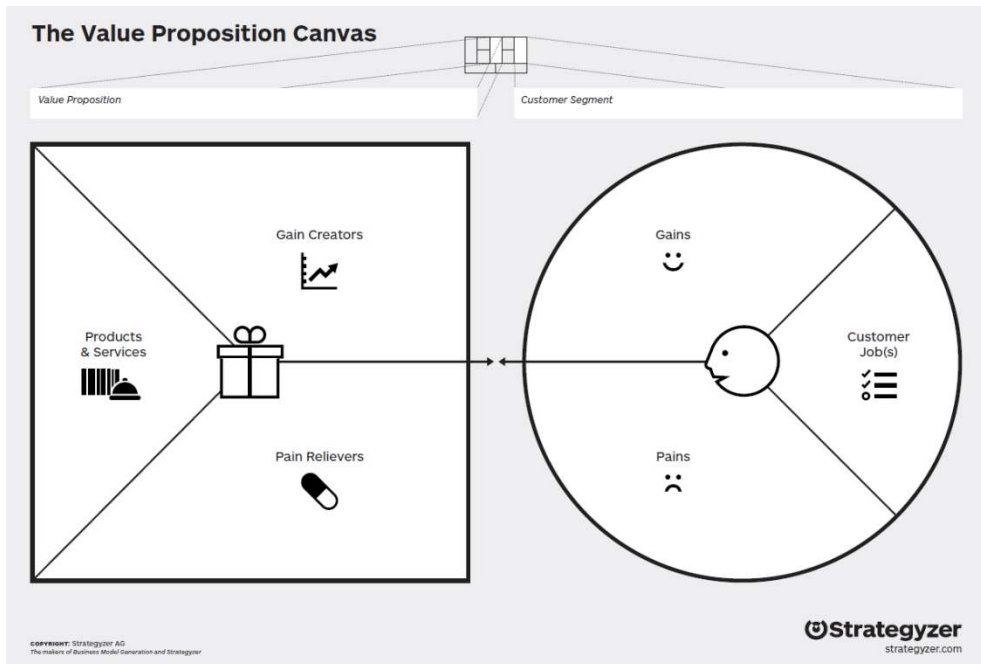 The Value Proposition Canvas
Value Proposition
Customer Segment
Gain Creators
Gains
Products
& Services
Customer
Job(s)
Pain Relievers
Pains
COPYRIGHT: Strategyzer AG
The makers of Business Model Generation and Strategyzer
Strategyzer
strategyzer.com